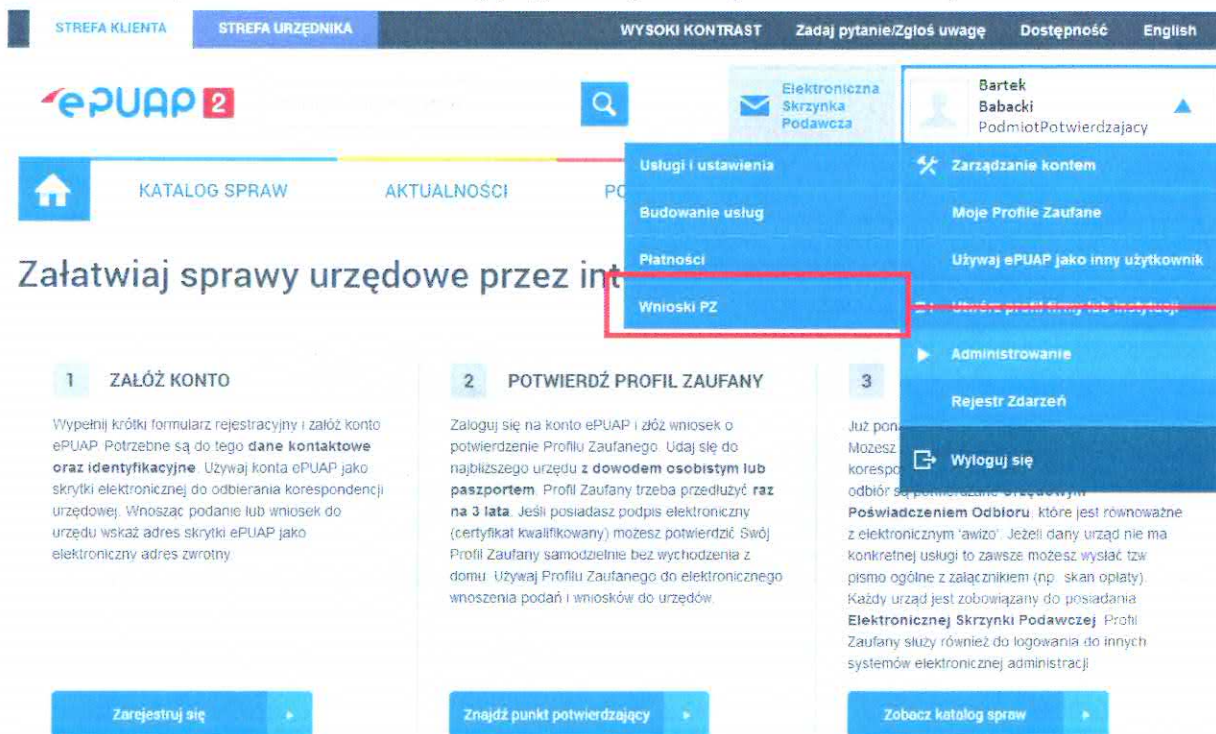 STREFA KLIENTA
STREFA URZĘDNIKA
WYSOKI KONTRAST
Zadaj pytanie/Zgłoś uwagę
Dostępność
English
ePUAP 2
Elektroniczna
Skrzynka
Podawcza
Bartek
Babacki
PodmiotPotwierdzajacy
KATALOG SPRAW
AKTUALNOŚCI
PO
Usługi i ustawienia
Budowanie usług
Płatności
Wnioski PZ
Zarządzanie kontem
Moje Profile Zaufane
Używaj ePUAP jako inny użytkownik
Utwórz profil firmy lub instytucji
Administrowanie
Rejestr Zdarzeń
Wyloguj się
Załatwiaj sprawy urzędowe przez int
1 ZAŁÓŻ KONTO
Wypełnij krótki formularz rejestracyjny i załóż konto
ePUAP. Potrzebne są do tego dane kontaktowe
oraz identyfikacyjne. Używaj konta ePUAP jako
skrytki elektronicznej do odbierania korespondencji
urzędowej. Wnosząc podanie lub wniosek do
urzędu wskaż adres skrytki ePUAP jako
elektroniczny adres zwrotny.
Zarejestruj się
2 POTWIERDŹ PROFIL ZAUFANY
Zaloguj się na konto ePUAP i złóż wniosek o
potwierdzenie Profilu Zaufanego. Udaj się do
najbliższego urzędu z dowodem osobistym lub
paszportem. Profil Zaufany trzeba przedłużyć raz
na 3 lata. Jeśli posiadasz podpis elektroniczny
(certyfikat kwalifikowany) możesz potwierdzić Swój
Profil Zaufany samodzielnie bez wychodzenia z
domu. Używaj Profilu Zaufanego do elektronicznego
wnoszenia podań i wniosków do urzędów.
Znajdź punkt potwierdzający
3
Już pon
Możesz
korespo
odbiór są potwierdzane Urzędowym
Poświadczeniem Odbioru, które jest równoważne
z elektronicznym 'awizo'. Jeżeli dany urząd nie ma
konkretnej usługi to zawsze możesz wysłać tzw.
pismo ogólne z załącznikiem (np. skan opłaty).
Każdy urząd jest zobowiązany do posiadania
Elektronicznej Skrzynki Podawczej. Profil
Zaufany służy również do logowania do innych
systemów elektronicznej administracji
Zobacz katalog spraw